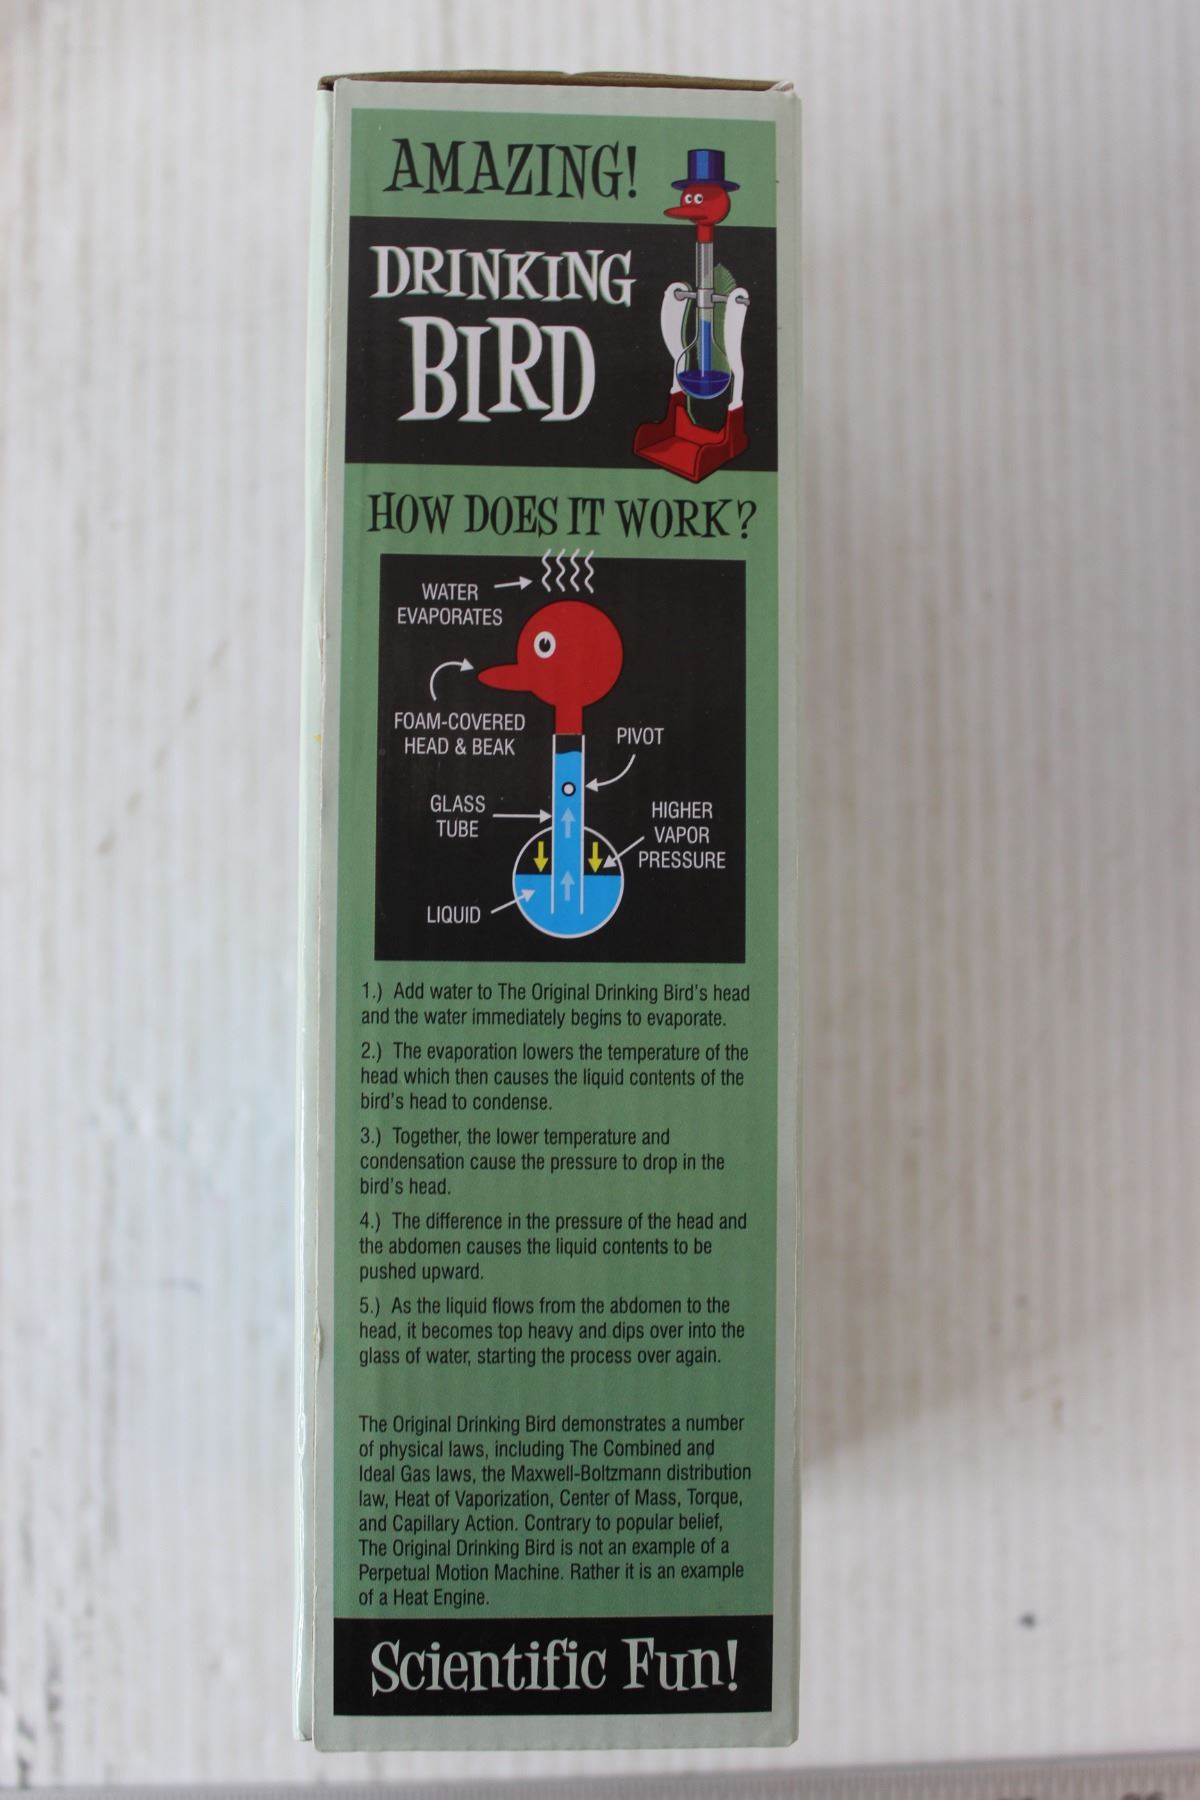 AMAZING!
DRINKING
BIRD
HOW DOES IT WORK?
WATER
EVAPORATES
FOAM-COVERED
HEAD & BEAK
PIVOT
GLASS
TUBE
HIGHER
VAPOR
PRESSURE
LIQUID
1.) Add water to The Original Drinking Bird's head
and the water immediately begins to evaporate.
2.) The evaporation lowers the temperature of the
head which then causes the liquid contents of the
bird's head to condense.
3.) Together, the lower temperature and
condensation cause the pressure to drop in the
bird's head.
4.) The difference in the pressure of the head and
the abdomen causes the liquid contents to be
pushed upward.
5.) As the liquid flows from the abdomen to the
head, it becomes top heavy and dips over into the
glass of water, starting the process over again.
The Original Drinking Bird demonstrates a number
of physical laws, including The Combined and
Ideal Gas laws, the Maxwell-Boltzmann distribution
law, Heat of Vaporization, Center of Mass, Torque,
and Capillary Action. Contrary to popular belief,
The Original Drinking Bird is not an example of a
Perpetual Motion Machine. Rather it is an example
of a Heat Engine.
Scientific Fun!